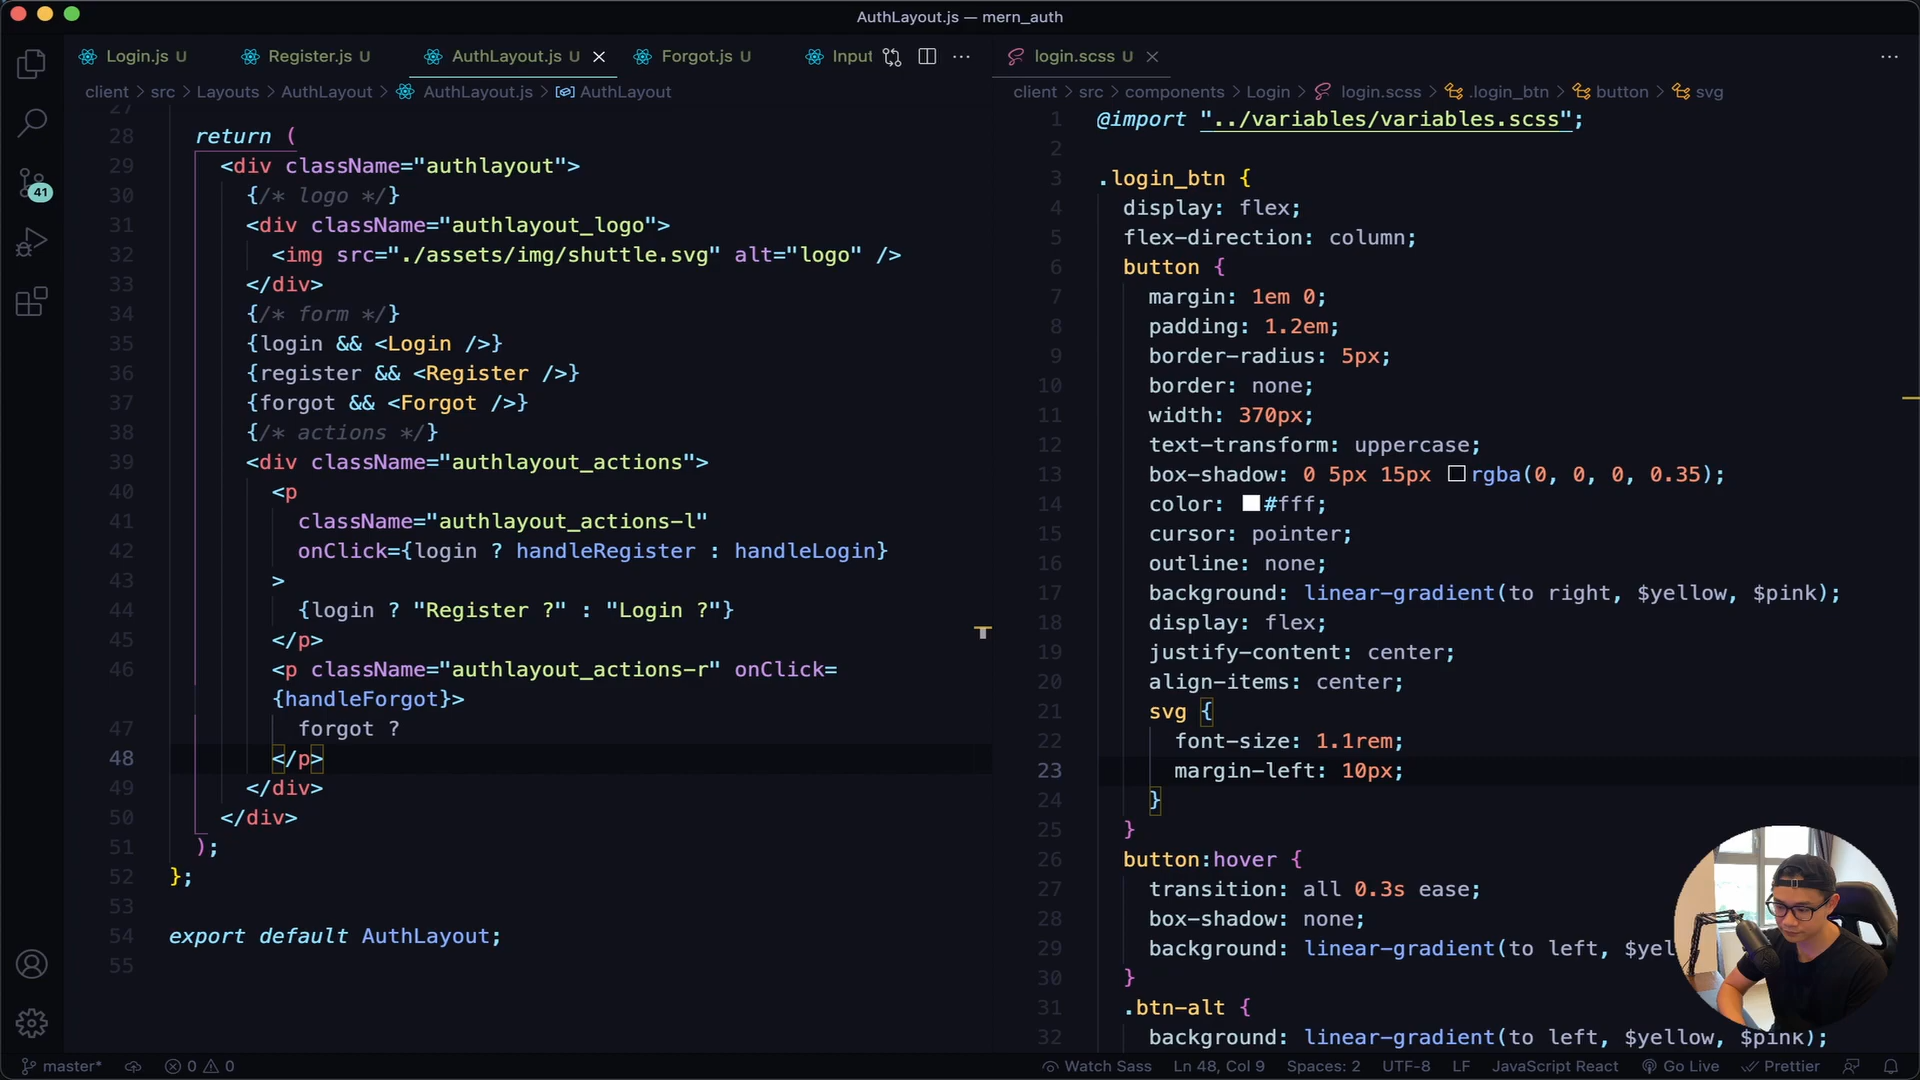 AuthLayout.js — mern_auth
Login.js U
Register.js U
AuthLayout.js U
Forgot.js U
Input
client > src > Layouts > AuthLayout > AuthLayout.js > AuthLayout
27
28 return (
29 <div className="authlayout">
30 {/* logo */}
31 <div className="authlayout_logo">
32 <img src="./assets/img/shuttle.svg" alt="logo" />
33 </div>
34 {/* form */}
35 {login && <Login />}
36 {register && <Register />}
37 {forgot && <Forgot />}
38 {/* actions */}
39 <div className="authlayout_actions">
40 <p
41 className="authlayout_actions-l"
42 onClick={login ? handleRegister : handleLogin}
43 >
44 {login ? "Register ?" : "Login ?"}
45 </p>
46 <p className="authlayout_actions-r" onClick=
{handleForgot}>
47 forgot ?
48 </p>
49 </div>
50 </div>
51 );
52 };
53
54 export default AuthLayout;
55
login.scss U
client > src > components > Login > login.scss > .login_btn > button > svg
1 @import "../variables/variables.scss";
2
3 .login_btn {
4 display: flex;
5 flex-direction: column;
6 button {
7 margin: 1em 0;
8 padding: 1.2em;
9 border-radius: 5px;
10 border: none;
11 width: 370px;
12 text-transform: uppercase;
13 box-shadow: 0 5px 15px rgba(0, 0, 0, 0.35);
14 color: #fff;
15 cursor: pointer;
16 outline: none;
17 background: linear-gradient(to right, $yellow, $pink);
18 display: flex;
19 justify-content: center;
20 align-items: center;
21 svg {
22 font-size: 1.1rem;
23 margin-left: 10px;
24 }
25 }
26 button:hover {
27 transition: all 0.3s ease;
28 box-shadow: none;
29 background: linear-gradient(to left, $yel
30 }
31 .btn-alt {
32 background: linear-gradient(to left, $yellow, $pink);
41
master*
0 0
Watch Sass
Ln 48, Col 9
Spaces: 2
UTF-8
LF
JavaScript React
Go Live
Prettier